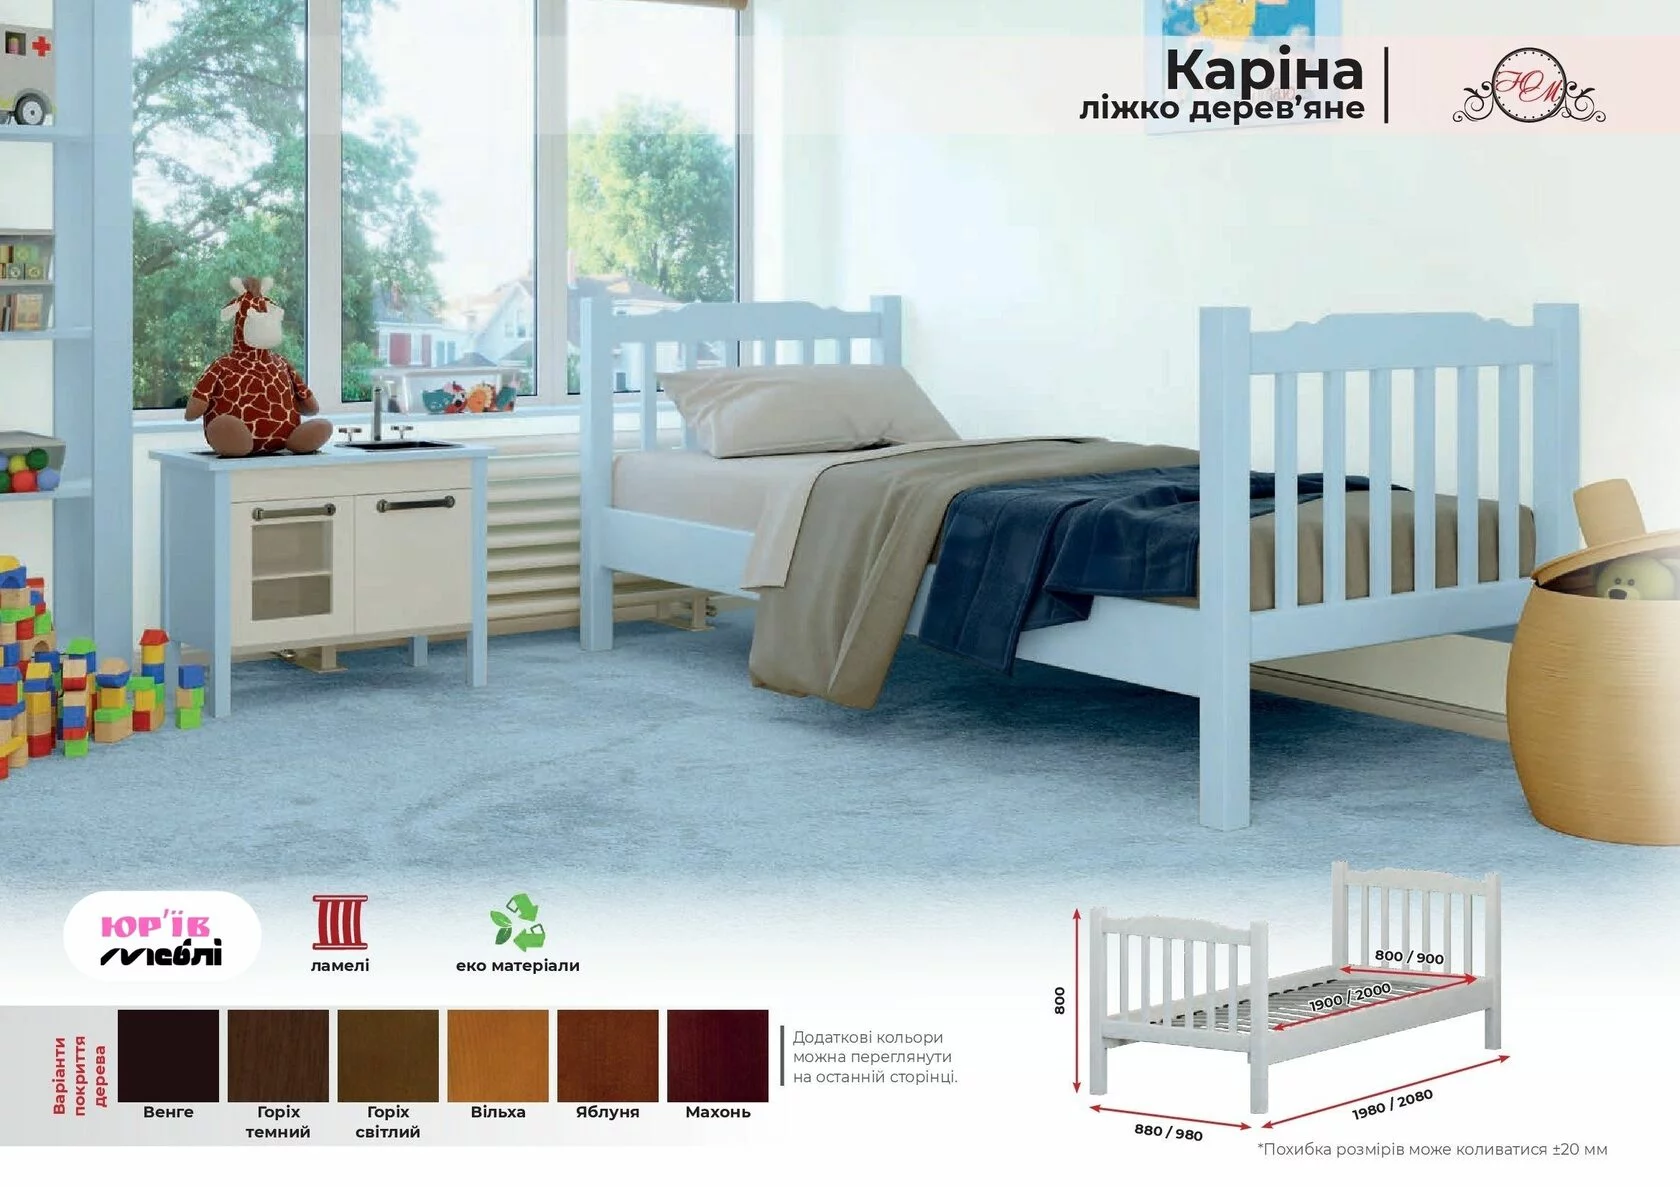 Каріна
ліжко дерев’яне
ЮМ
ЮР'ЇВ
меблі
ламелі
еко матеріали
Варіанти
покриття
дерева
Венге
Горіх
темний
Горіх
світлий
Вільха
Яблуня
Махонь
Додаткові кольори
можна переглянути
на останній сторінці.
800
800 / 900
1900 / 2000
880 / 980
1980 / 2080
*Похибка розмірів може коливатися ±20 мм